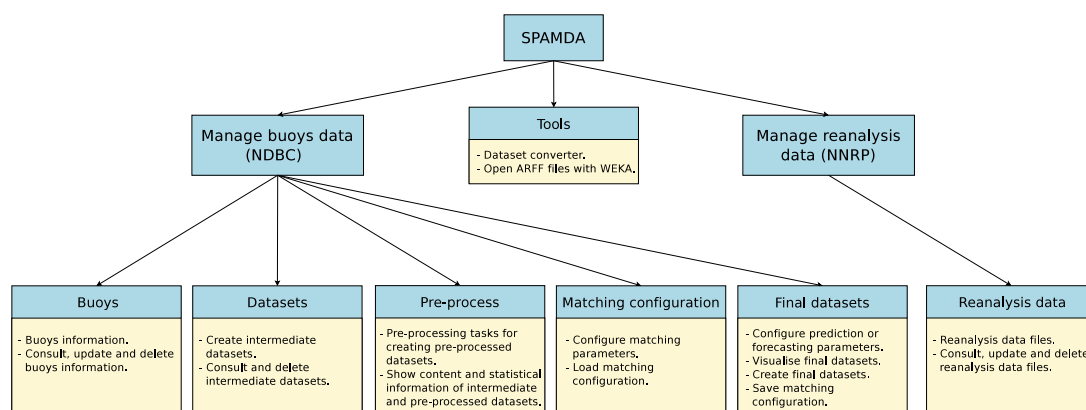 SPAMDA
Manage buoys data
(NDBC)
Tools
- Dataset converter.
- Open ARFF files with WEKA.
Manage reanalysis
data (NNRP)
Buoys
- Buoys information.
- Consult, update and delete
buoys information.
Datasets
- Create intermediate
datasets.
- Consult and delete
intermediate datasets.
Pre-process
- Pre-processing tasks for
creating pre-processed
datasets.
- Show content and statistical
information of intermediate
and pre-processed datasets.
Matching configuration
- Configure matching
parameters.
- Load matching
configuration.
Final datasets
- Configure prediction or
forecasting parameters.
- Visualise final datasets.
- Create final datasets.
- Save matching
configuration.
Reanalysis data
- Reanalysis data files.
- Consult, update and delete
reanalysis data files.